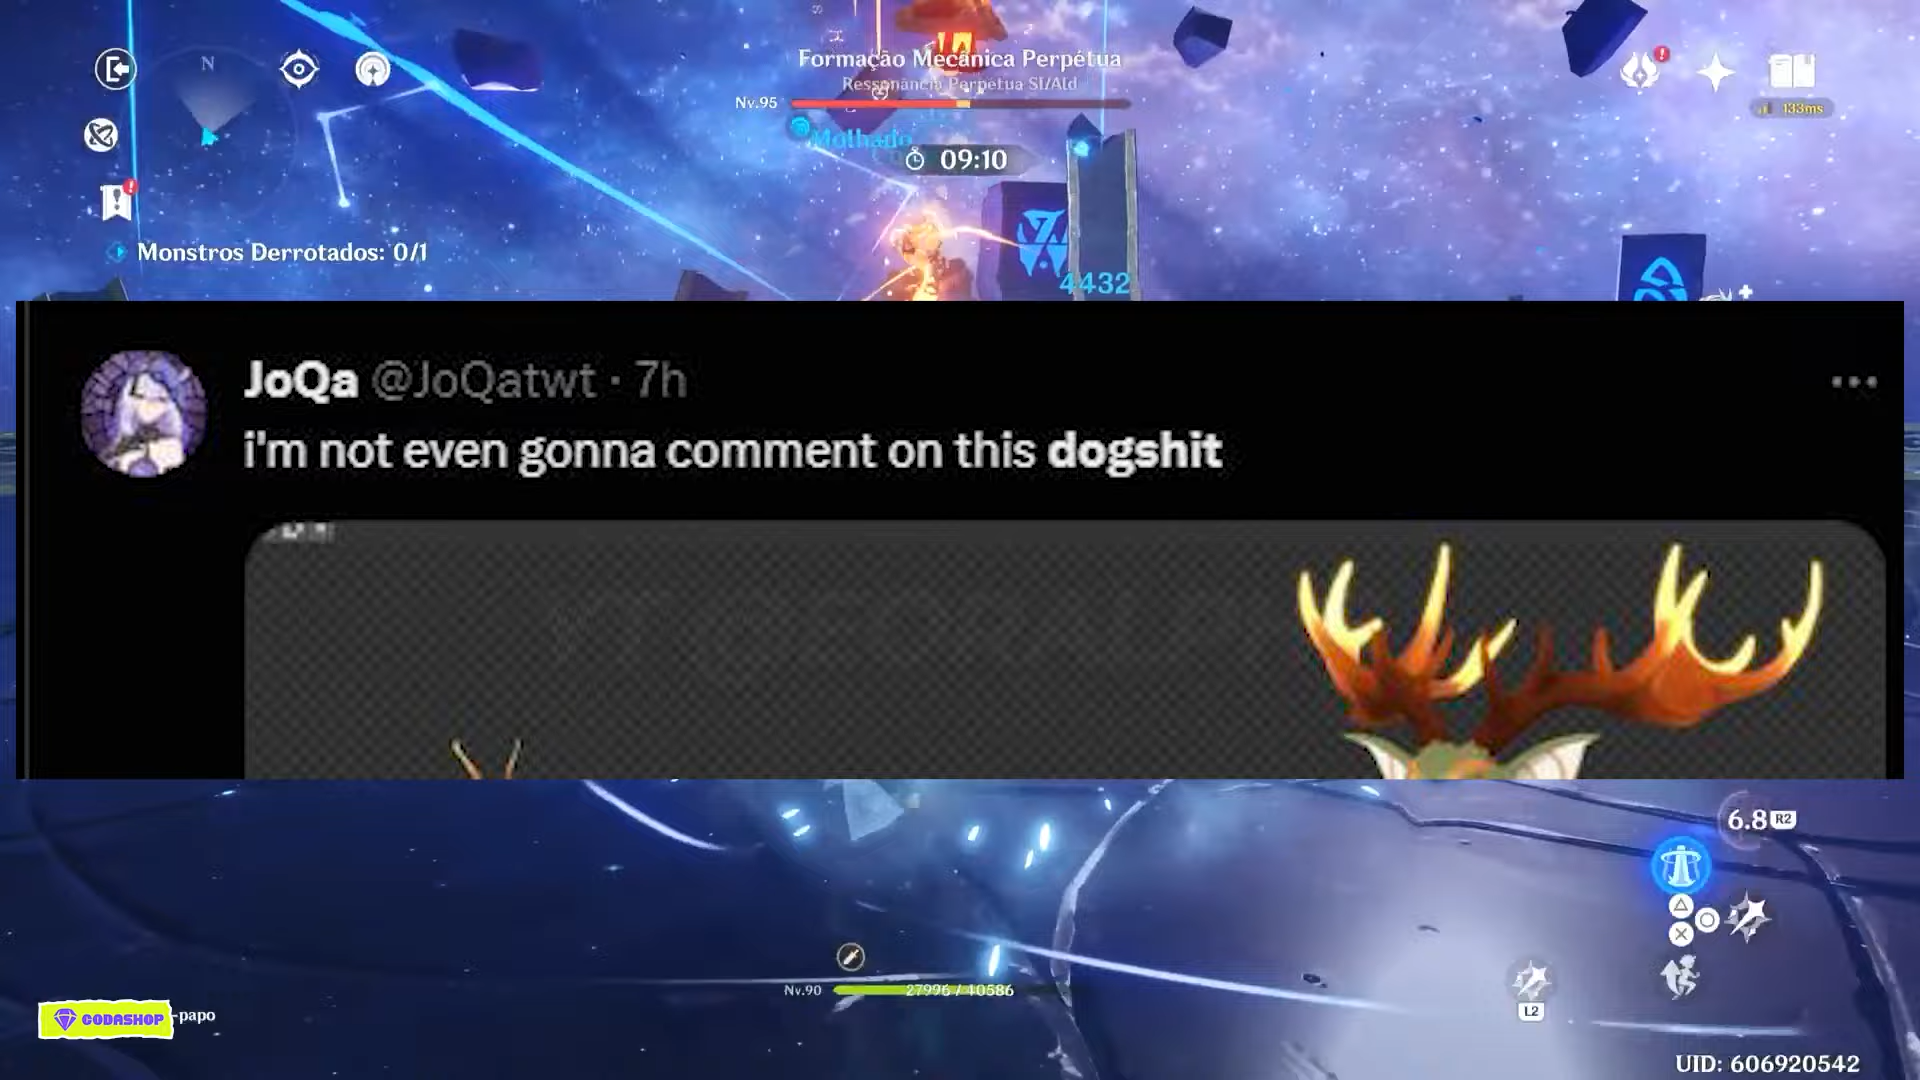 N
Formação Mecânica Perpétua
Ressonância Perpétua SI/Ald
Nv.95
Molhado
09:10
133ms
Monstros Derrotados: 0/1
4432
JoQa @JoQatwt · 7h
i'm not even gonna comment on this dogshit
6.8 R2
Nv.90
27996 / 40586
L2
CODASHOP
-papo
UID: 606920542